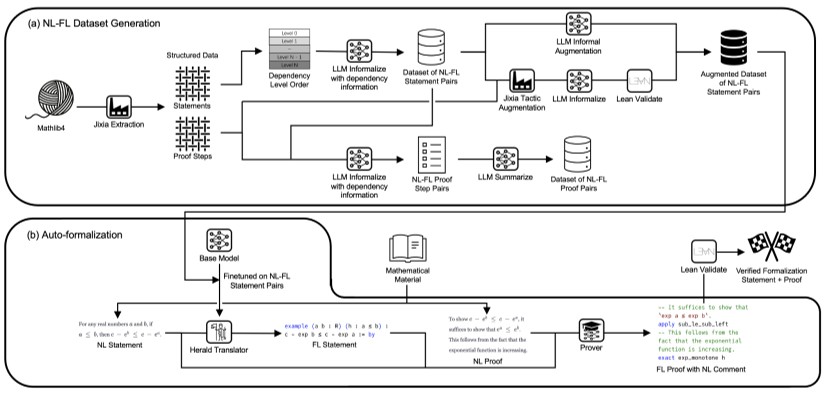 (a) NL-FL Dataset Generation
Structured Data
Level 0
Level 1
...
Level N - 1
Level N
Dependency
Level Order
LLM Informalize
with dependency
information
Dataset of NL-FL
Statement Pairs
LLM Informal
Augmentation
Jixia Tactic
Augmentation
LLM Informalize
Lean Validate
Augmented Dataset
of NL-FL
Statement Pairs
Mathlib4
Jixia Extraction
Statements
Proof Steps
LLM Informalize
with dependency
information
NL-FL Proof
Step Pairs
LLM Summarize
Dataset of NL-FL
Proof Pairs
(b) Auto-formalization
Base Model
Finetuned on NL-FL
Statement Pairs
Mathematical
Material
Lean Validate
Verified Formalization
Statement + Proof
For any real numbers a and b, if
a ≤ b, then c − eᵇ ≤ c − eᵃ.
NL Statement
Herald Translator
example (a b : ℝ) (h : a ≤ b) :
c - exp b ≤ c - exp a := by
FL Statement
To show c − eᵇ ≤ c − eᵃ, it
suffices to show that eᵃ ≤ eᵇ.
This follows from the fact that the
exponential function is increasing.
NL Proof
Prover
-- it suffices to show that
'exp a ≤ exp b'.
apply sub_le_sub_left
-- This follows from the
fact that the exponential
function is increasing.
exact exp_monotone h
FL Proof with NL Comment